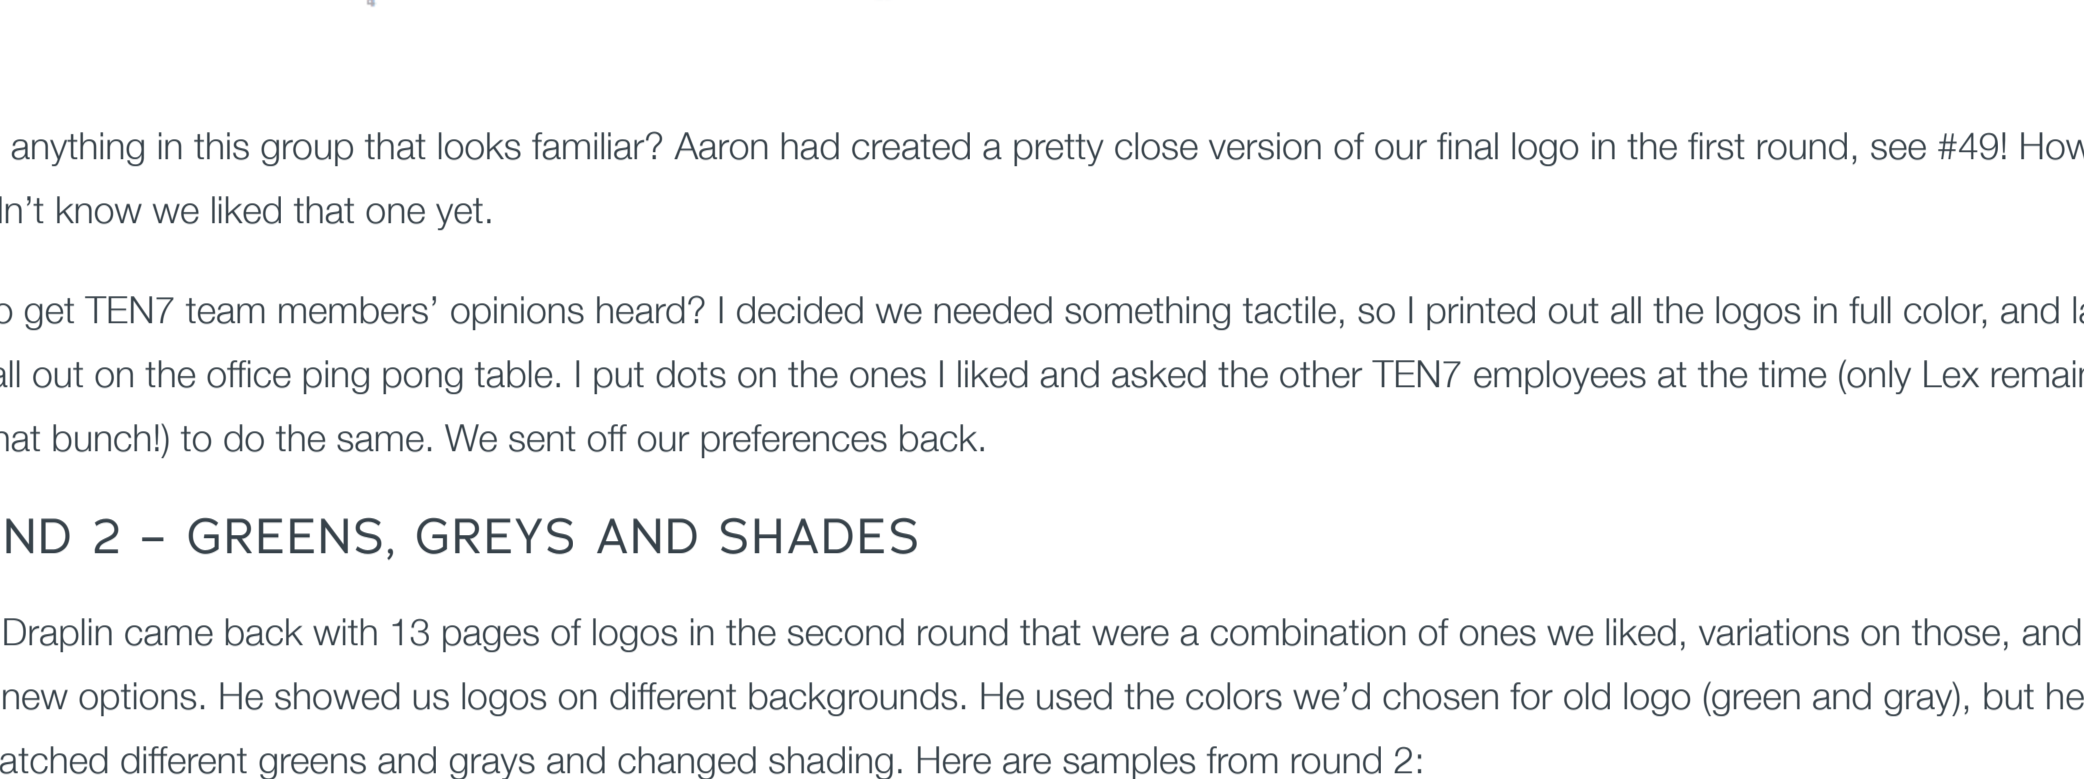 anything in this group that looks familiar? Aaron had created a pretty close version of our final logo in the first round, see #49! How
n't know we liked that one yet.
o get TEN7 team members' opinions heard? I decided we needed something tactile, so I printed out all the logos in full color, and la
all out on the office ping pong table. I put dots on the ones I liked and asked the other TEN7 employees at the time (only Lex remain
hat bunch!) to do the same. We sent off our preferences back.
ND 2 – GREENS, GREYS AND SHADES
Draplin came back with 13 pages of logos in the second round that were a combination of ones we liked, variations on those, and
new options. He showed us logos on different backgrounds. He used the colors we'd chosen for old logo (green and gray), but he
atched different greens and grays and changed shading. Here are samples from round 2: